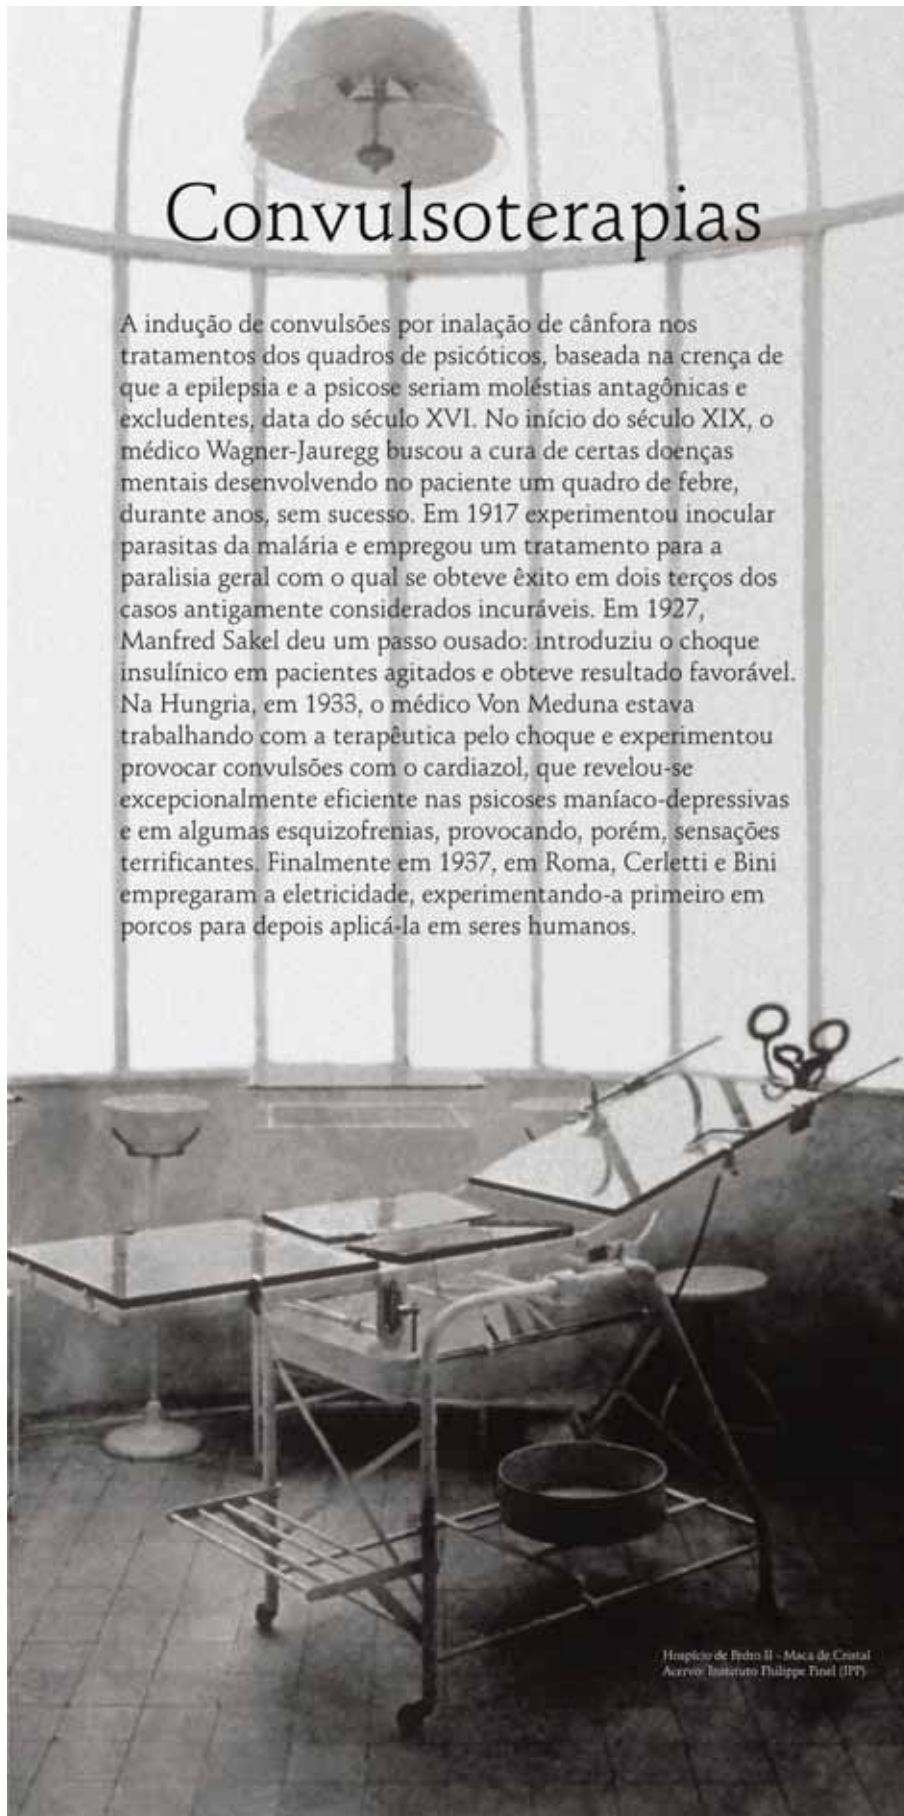 Convulsoterapias
A indução de convulsões por inalação de cânfora nos
tratamentos dos quadros de psicóticos, baseada na crença de
que a epilepsia e a psicose seriam moléstias antagônicas e
excludentes, data do século XVI. No início do século XIX, o
médico Wagner-Jauregg buscou a cura de certas doenças
mentais desenvolvendo no paciente um quadro de febre,
durante anos, sem sucesso. Em 1917 experimentou inocular
parasitas da malária e empregou um tratamento para a
paralisia geral com o qual se obteve êxito em dois terços dos
casos antigamente considerados incuráveis. Em 1927,
Manfred Sakel deu um passo ousado: introduziu o choque
insulínico em pacientes agitados e obteve resultado favorável.
Na Hungria, em 1933, o médico Von Meduna estava
trabalhando com a terapêutica pelo choque e experimentou
provocar convulsões com o cardiazol, que revelou-se
excepcionalmente eficiente nas psicoses maníaco-depressivas
e em algumas esquizofrenias, provocando, porém, sensações
terrificantes. Finalmente em 1937, em Roma, Cerletti e Bini
empregaram a eletricidade, experimentando-a primeiro em
porcos para depois aplicá-la em seres humanos.
Hospício de Pedro II - Maca de Cristal
Acervo: Instituto Philippe Pinel (IPP)